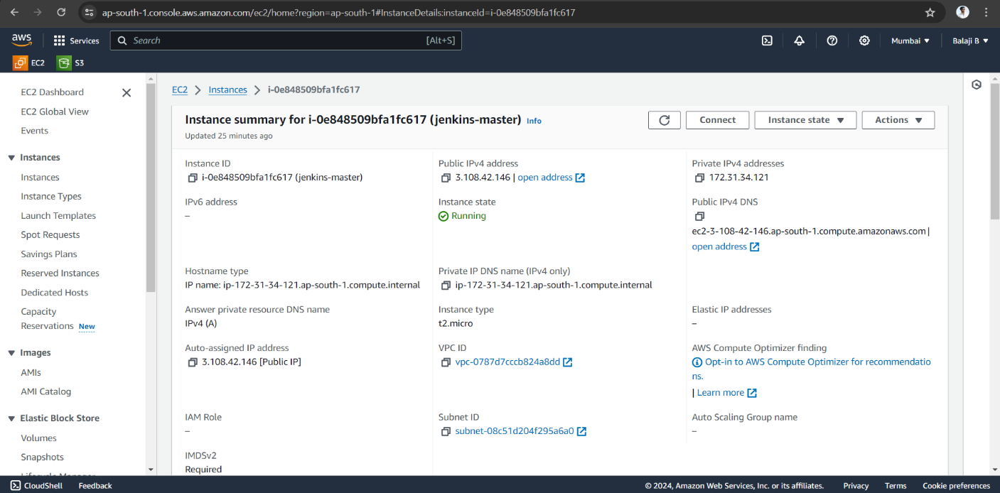 ap-south-1.console.aws.amazon.com/ec2/home?region=ap-south-1#InstanceDetails:instanceId=i-0e848509bfa1fc617
aws Services Search [Alt+S] Mumbai ▼ Balaji B ▼
EC2 S3
EC2 Dashboard
EC2 Global View
Events
▼ Instances
Instances
Instance Types
Launch Templates
Spot Requests
Savings Plans
Reserved Instances
Dedicated Hosts
Capacity
Reservations New
▼ Images
AMIs
AMI Catalog
▼ Elastic Block Store
Volumes
Snapshots
Lifecycle Manager
EC2 > Instances > i-0e848509bfa1fc617
Instance summary for i-0e848509bfa1fc617 (jenkins-master) Info
Updated 25 minutes ago
Connect Instance state ▼ Actions ▼
Instance ID
i-0e848509bfa1fc617 (jenkins-master)
Public IPv4 address
3.108.42.146 | open address
Private IPv4 addresses
172.31.34.121
IPv6 address
–
Instance state
Running
Public IPv4 DNS
ec2-3-108-42-146.ap-south-1.compute.amazonaws.com |
open address
Hostname type
IP name: ip-172-31-34-121.ap-south-1.compute.internal
Private IP DNS name (IPv4 only)
ip-172-31-34-121.ap-south-1.compute.internal
Answer private resource DNS name
IPv4 (A)
Instance type
t2.micro
Elastic IP addresses
–
Auto-assigned IP address
3.108.42.146 [Public IP]
VPC ID
vpc-0787d7cccb824a8dd
AWS Compute Optimizer finding
Opt-in to AWS Compute Optimizer for recommendatio
ns.
| Learn more
IAM Role
–
Subnet ID
subnet-08c51d204f295a6a0
Auto Scaling Group name
–
IMDSv2
Required
CloudShell Feedback © 2024, Amazon Web Services, Inc. or its affiliates. Privacy Terms Cookie preferences